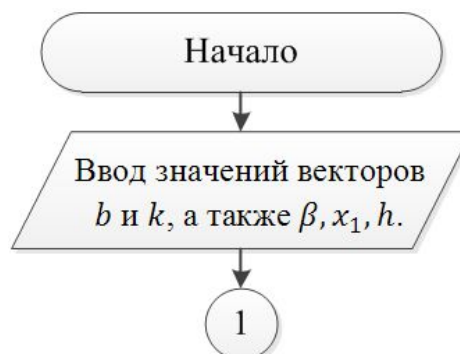 Начало
Ввод значений векторов
b и k, а также β, x₁, h.
1